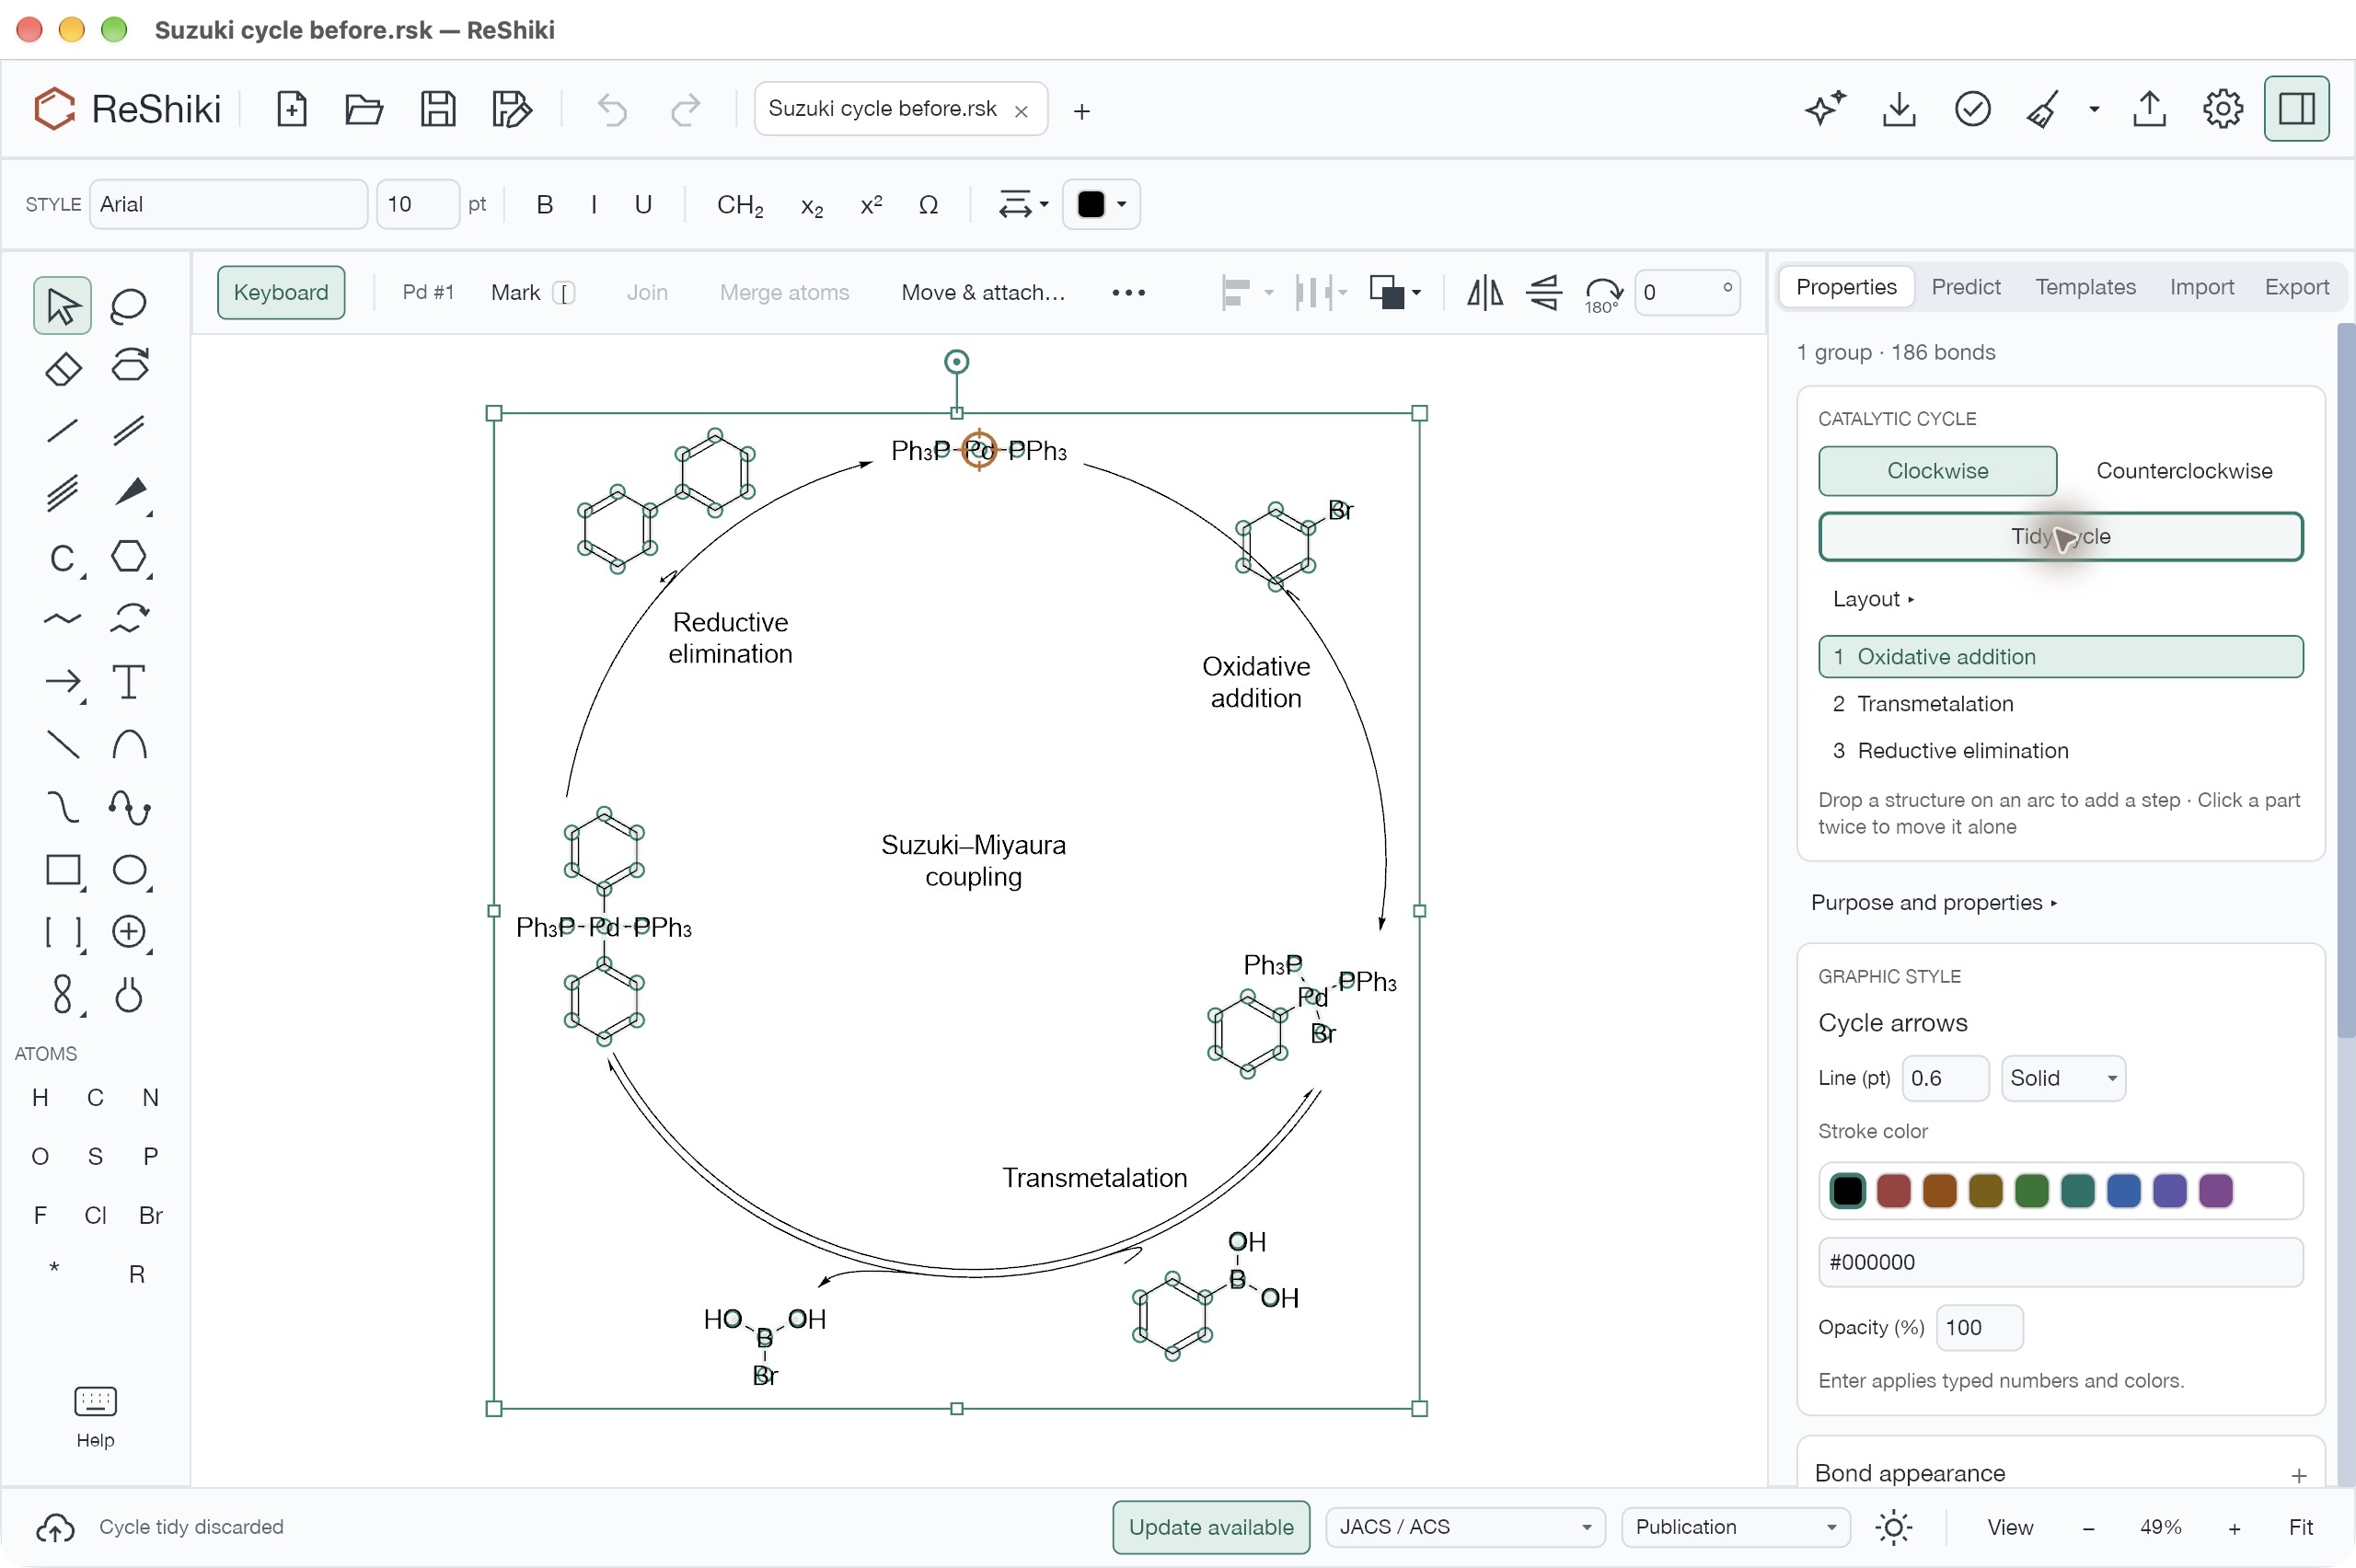 Suzuki cycle before.rsk — ReShiki
ReShiki
Suzuki cycle before.rsk ×
+
STYLE Arial 10 pt B I U CH₂ x₂ x² Ω
Keyboard Pd #1 Mark [ Join Merge atoms Move & attach... ••• 180° 0 °
Properties Predict Templates Import Export
1 group · 186 bonds
CATALYTIC CYCLE
Clockwise Counterclockwise
Tidy cycle
Layout ▸
1 Oxidative addition
2 Transmetalation
3 Reductive elimination
Drop a structure on an arc to add a step · Click a part
twice to move it alone
Purpose and properties ▸
GRAPHIC STYLE
Cycle arrows
Line (pt) 0.6 Solid
Stroke color
#000000
Opacity (%) 100
Enter applies typed numbers and colors.
Bond appearance +
C
T
[ ]
ATOMS
H C N
O S P
F Cl Br
* R
Help
Ph₃P Pd PPh₃
Br
Reductive
elimination
Oxidative
addition
Suzuki–Miyaura
coupling
Ph₃P Pd PPh₃
Ph₃P
PPh₃
Pd
Br
Transmetalation
OH
B
OH
HO OH
B
Br
Cycle tidy discarded
Update available JACS / ACS Publication View − 49% + Fit